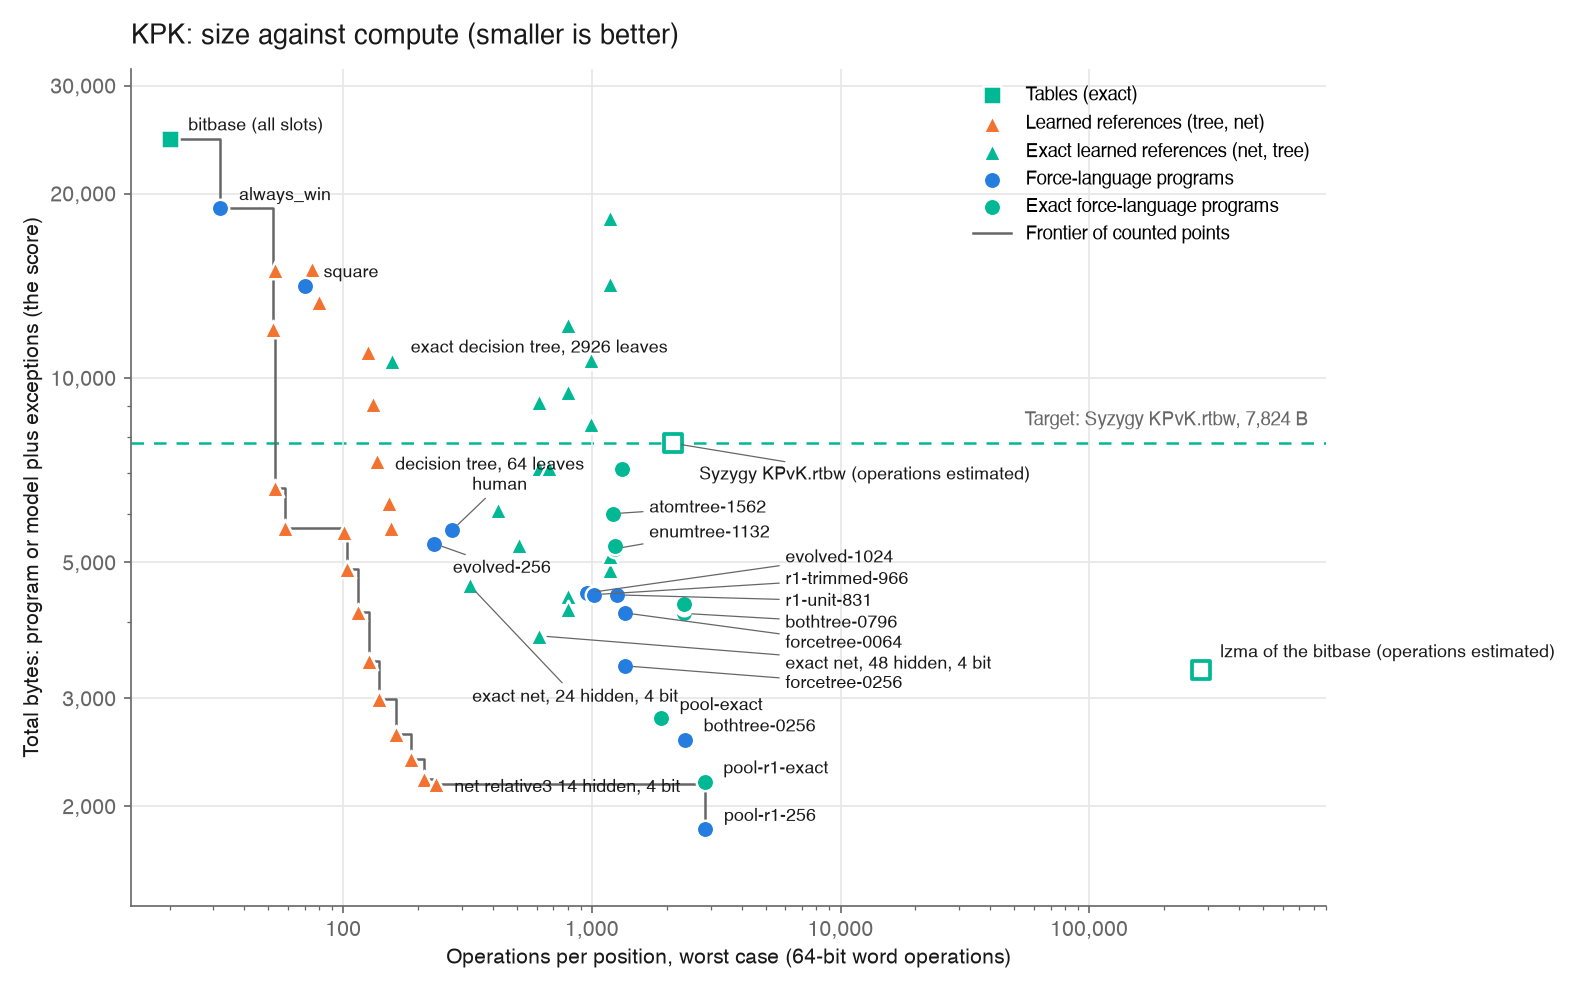 KPK: size against compute (smaller is better)
30,000
20,000
10,000
5,000
3,000
2,000
Total bytes: program or model plus exceptions (the score)
Tables (exact)
Learned references (tree, net)
Exact learned references (net, tree)
Force-language programs
Exact force-language programs
Frontier of counted points
bitbase (all slots)
always_win
square
exact decision tree, 2926 leaves
Target: Syzygy KPvK.rtbw, 7,824 B
decision tree, 64 leaves
Syzygy KPvK.rtbw (operations estimated)
human
atomtree-1562
enumtree-1132
evolved-1024
evolved-256
r1-trimmed-966
r1-unit-831
bothtree-0796
forcetree-0064
exact net, 48 hidden, 4 bit
lzma of the bitbase (operations estimated)
forcetree-0256
exact net, 24 hidden, 4 bit
pool-exact
bothtree-0256
pool-r1-exact
net relative3 14 hidden, 4 bit
pool-r1-256
100
1,000
10,000
100,000
Operations per position, worst case (64-bit word operations)